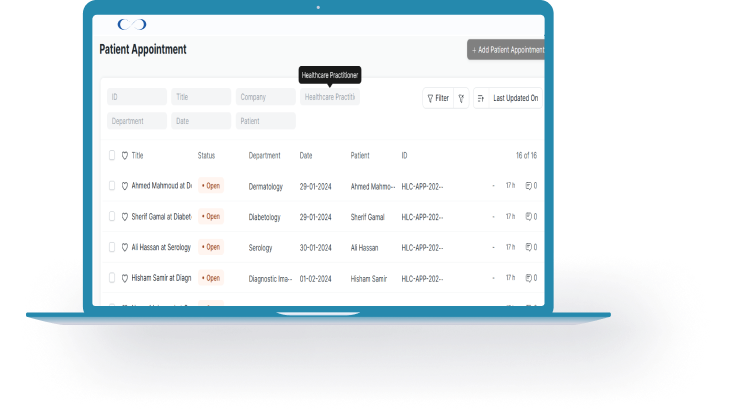 Patient Appointment
+ Add Patient Appointment
Healthcare Practitioner
ID Title Company Healthcare Practiti
Filter Last Updated On
Department Date Patient
Title Status Department Date Patient ID 16 of 16
Ahmed Mahmoud at D • Open Dermatology 29-01-2024 Ahmed Mahmo... HLC-APP-202... - 17 h 0
Sherif Gamal at Diabet • Open Diabetology 29-01-2024 Sherif Gamal HLC-APP-202... - 17 h 0
Ali Hassan at Serology • Open Serology 30-01-2024 Ali Hassan HLC-APP-202... - 17 h 0
Hisham Samir at Diagn • Open Diagnostic Ima... 01-02-2024 Hisham Samir HLC-APP-202... - 17 h 0